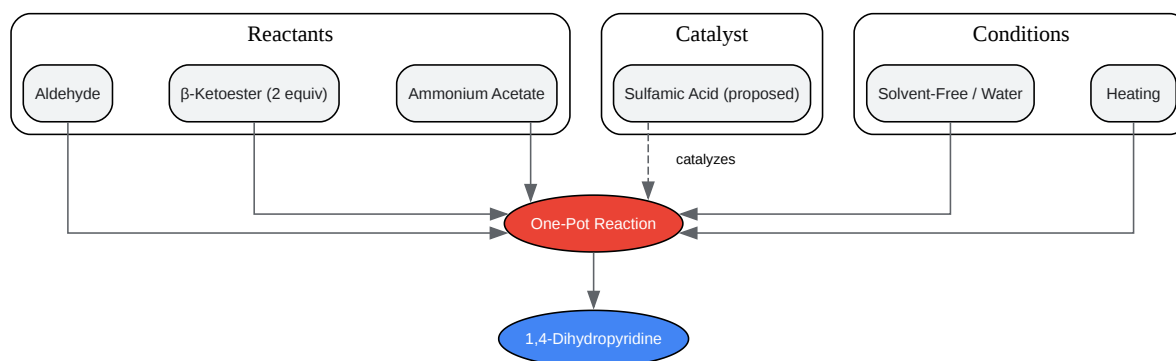 Reactants
Catalyst
Conditions
Aldehyde
β-Ketoester (2 equiv)
Ammonium Acetate
Sulfamic Acid (proposed)
Solvent-Free / Water
Heating
catalyzes
One-Pot Reaction
1,4-Dihydropyridine